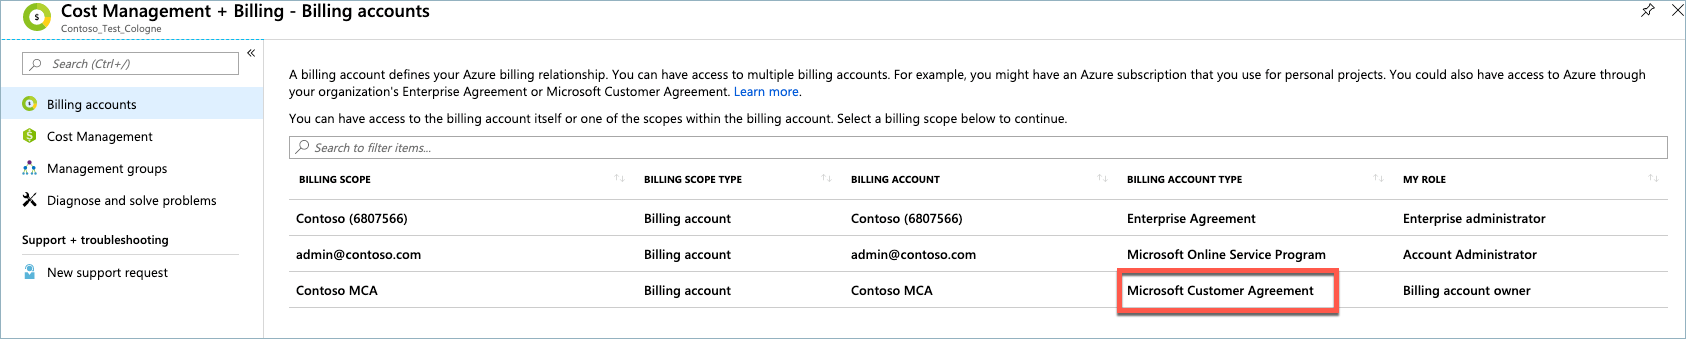 Cost Management + Billing - Billing accounts
Contoso_Test_Cologne
Search (Ctrl+/)
Billing accounts
Cost Management
Management groups
Diagnose and solve problems
Support + troubleshooting
New support request
A billing account defines your Azure billing relationship. You can have access to multiple billing accounts. For example, you might have an Azure subscription that you use for personal projects. You could also have access to Azure through
your organization's Enterprise Agreement or Microsoft Customer Agreement. Learn more.
You can have access to the billing account itself or one of the scopes within the billing account. Select a billing scope below to continue.
Search to filter items...
BILLING SCOPE BILLING SCOPE TYPE BILLING ACCOUNT BILLING ACCOUNT TYPE MY ROLE
Contoso (6807566) Billing account Contoso (6807566) Enterprise Agreement Enterprise administrator
admin@contoso.com Billing account admin@contoso.com Microsoft Online Service Program Account Administrator
Contoso MCA Billing account Contoso MCA Microsoft Customer Agreement Billing account owner